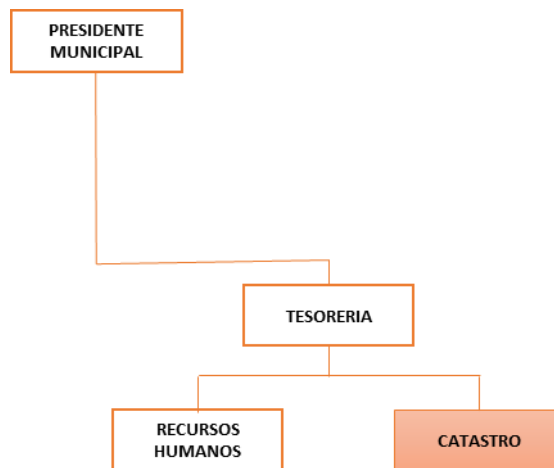 PRESIDENTE
MUNICIPAL
TESORERIA
RECURSOS
HUMANOS
CATASTRO